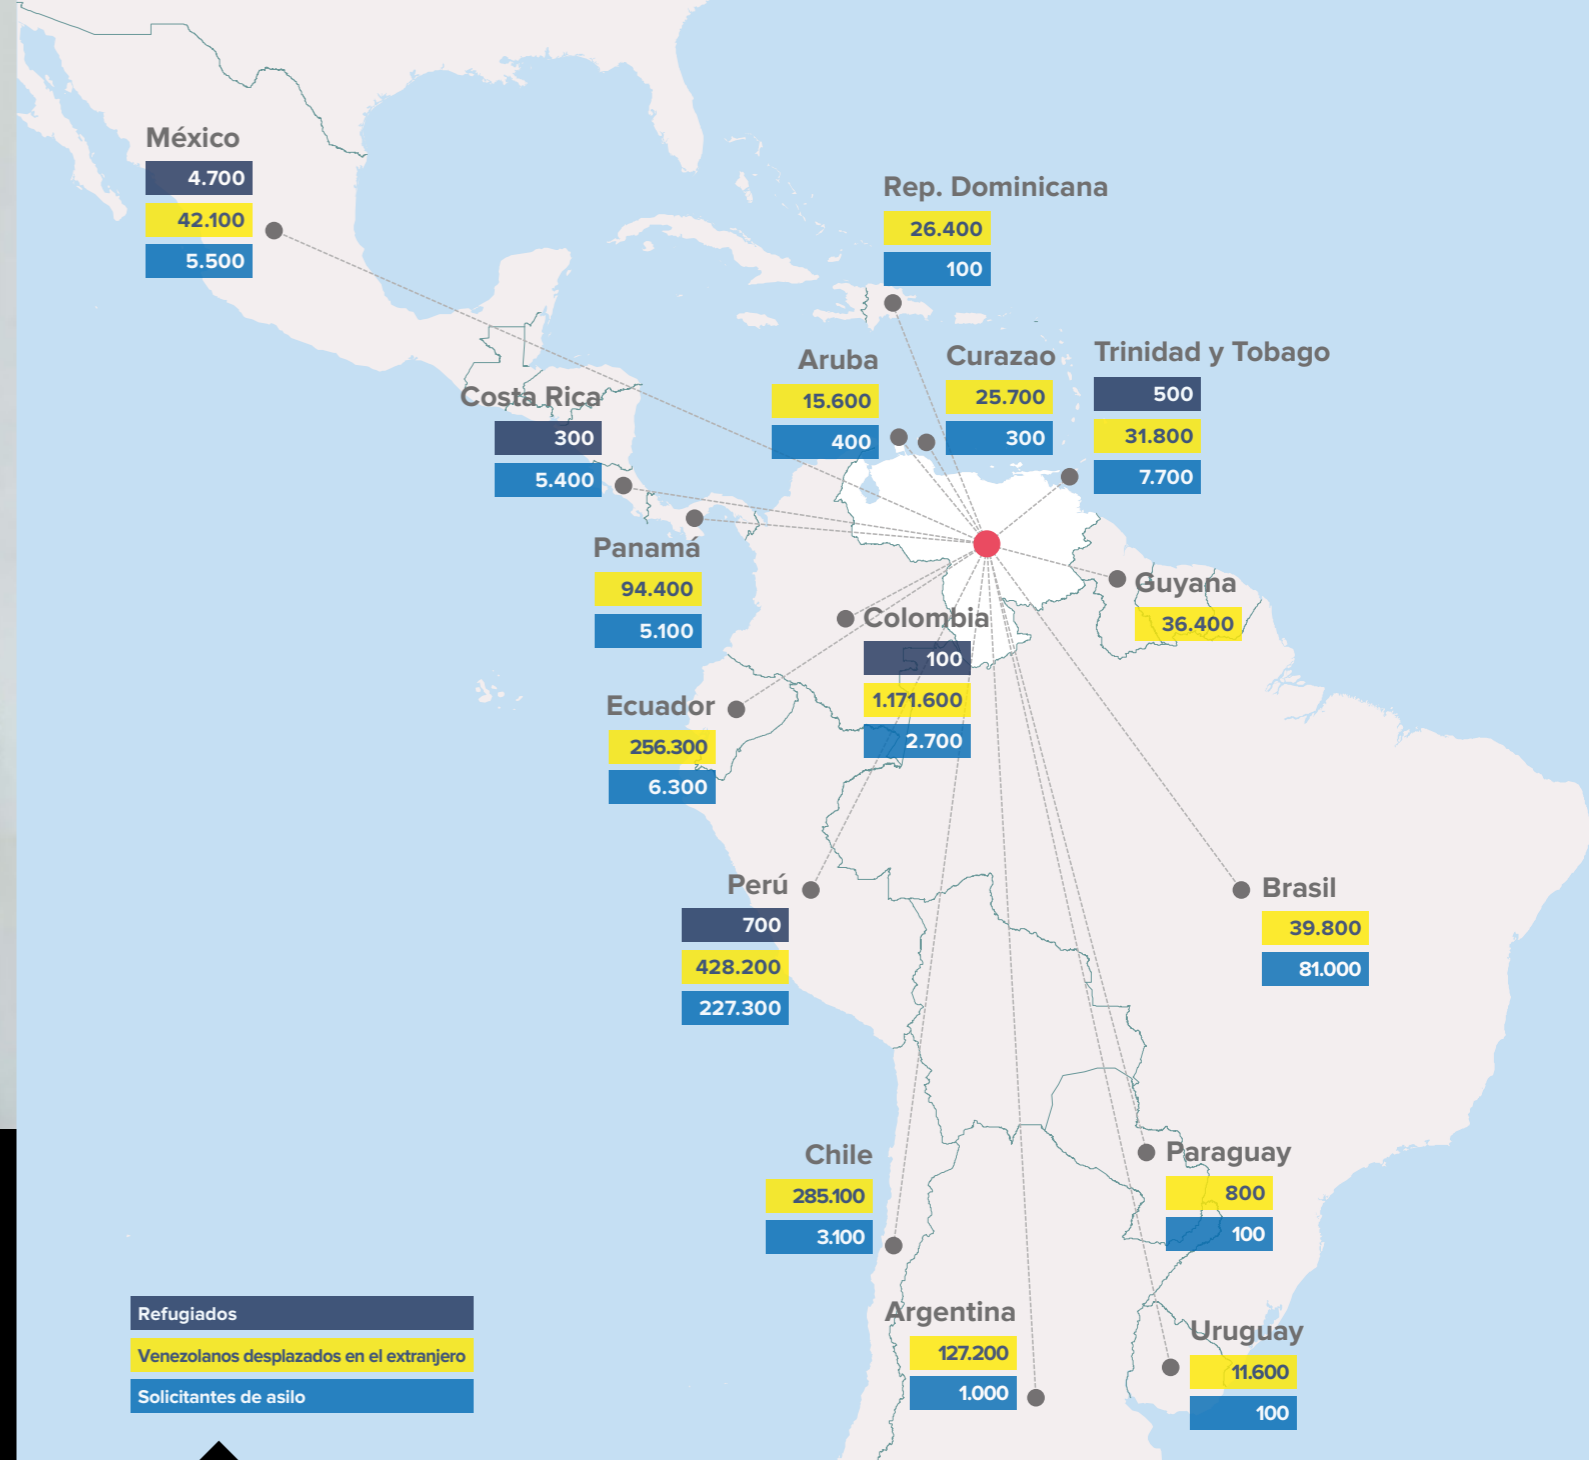 México
4.700
42.100
5.500
Rep. Dominicana
26.400
100
Aruba
15.600
400
Curazao
25.700
300
Trinidad y Tobago
500
31.800
7.700
Costa Rica
300
5.400
Panamá
94.400
5.100
Guyana
36.400
Colombia
100
1.171.600
2.700
Ecuador
256.300
6.300
Perú
700
428.200
227.300
Brasil
39.800
81.000
Chile
285.100
3.100
Paraguay
800
100
Argentina
127.200
1.000
Uruguay
11.600
100
Refugiados
Venezolanos desplazados en el extranjero
Solicitantes de asilo